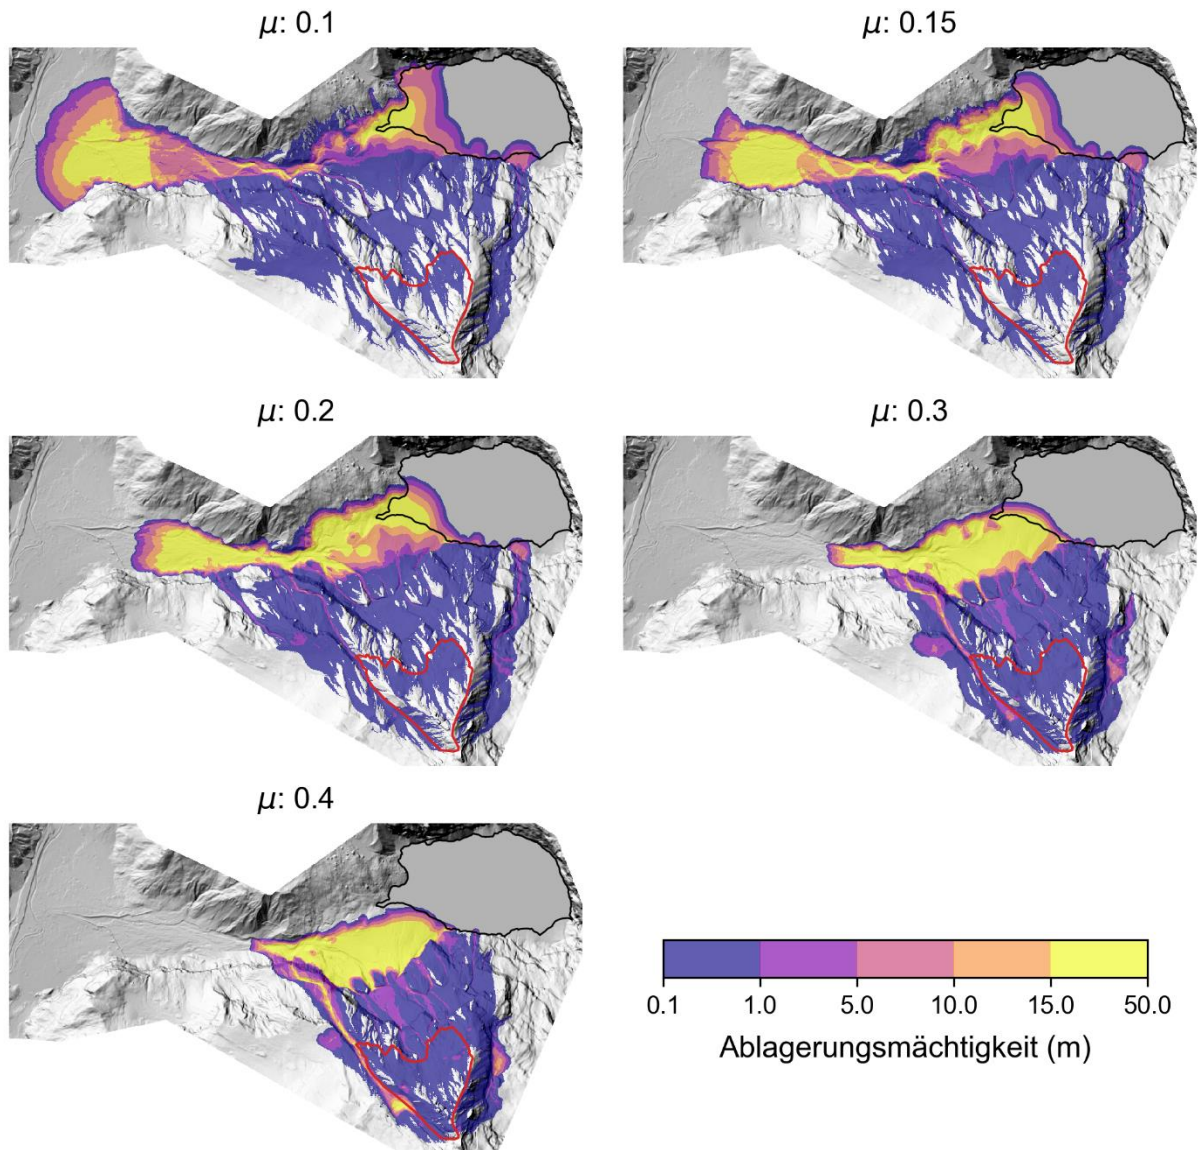 μ: 0.1
μ: 0.15
μ: 0.2
μ: 0.3
μ: 0.4
0.1 1.0 5.0 10.0 15.0 50.0
Ablagerungsmächtigkeit (m)